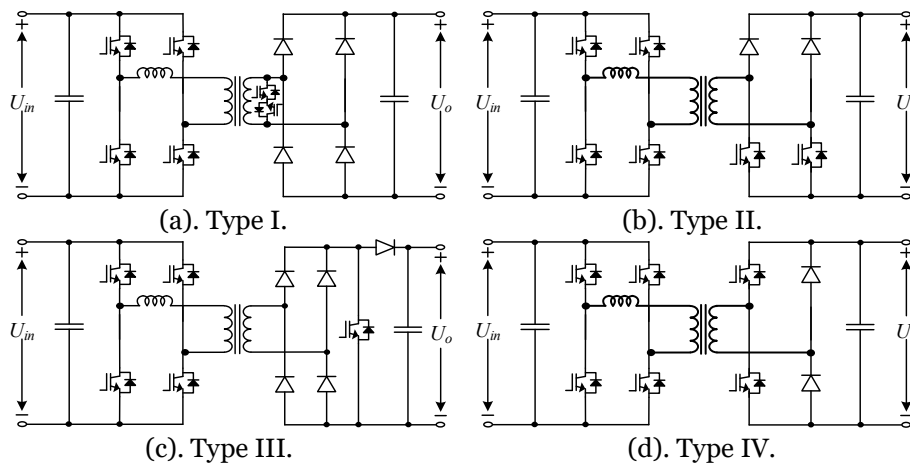 + + + +
U_in U_o U_in U
− − − −
(a). Type I. (b). Type II.
+ + + +
U_in U_o U_in U
− − − −
(c). Type III. (d). Type IV.